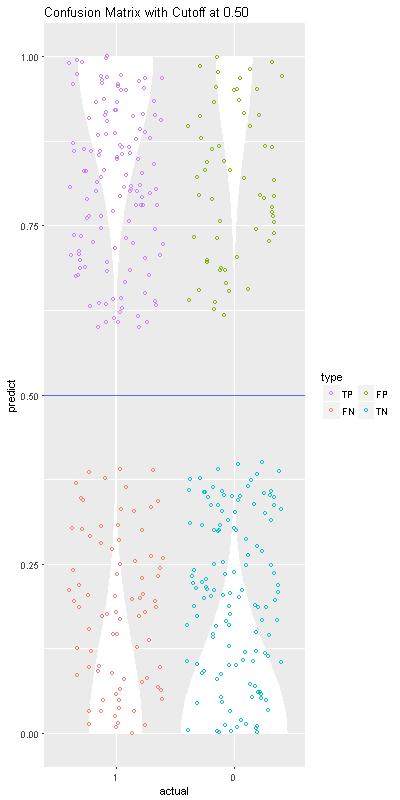 Confusion Matrix with Cutoff at 0.50
1.00
0.75
0.50
0.25
0.00
predict
1 0
actual
type
TP FP
FN TN